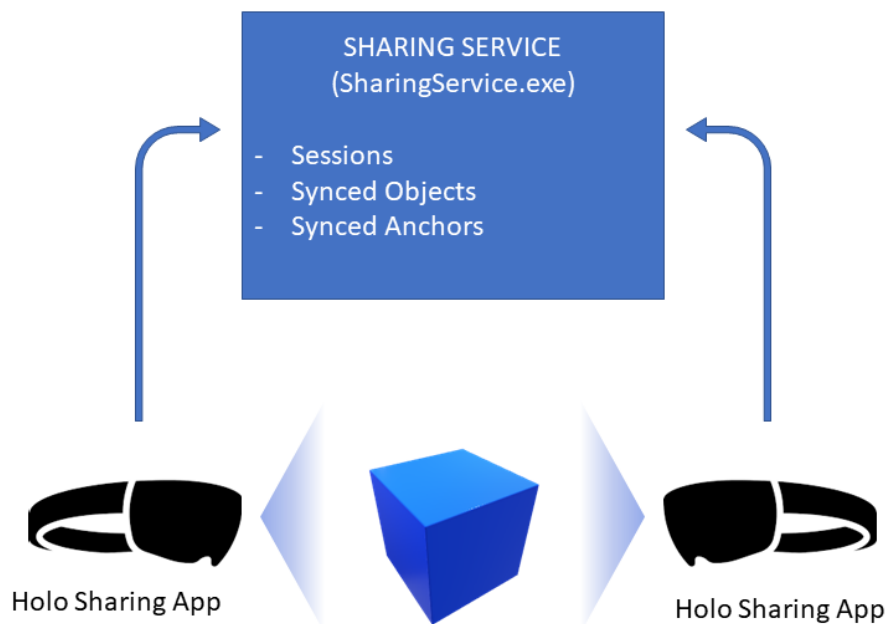 SHARING SERVICE
(SharingService.exe)
- Sessions
- Synced Objects
- Synced Anchors
Holo Sharing App
Holo Sharing App